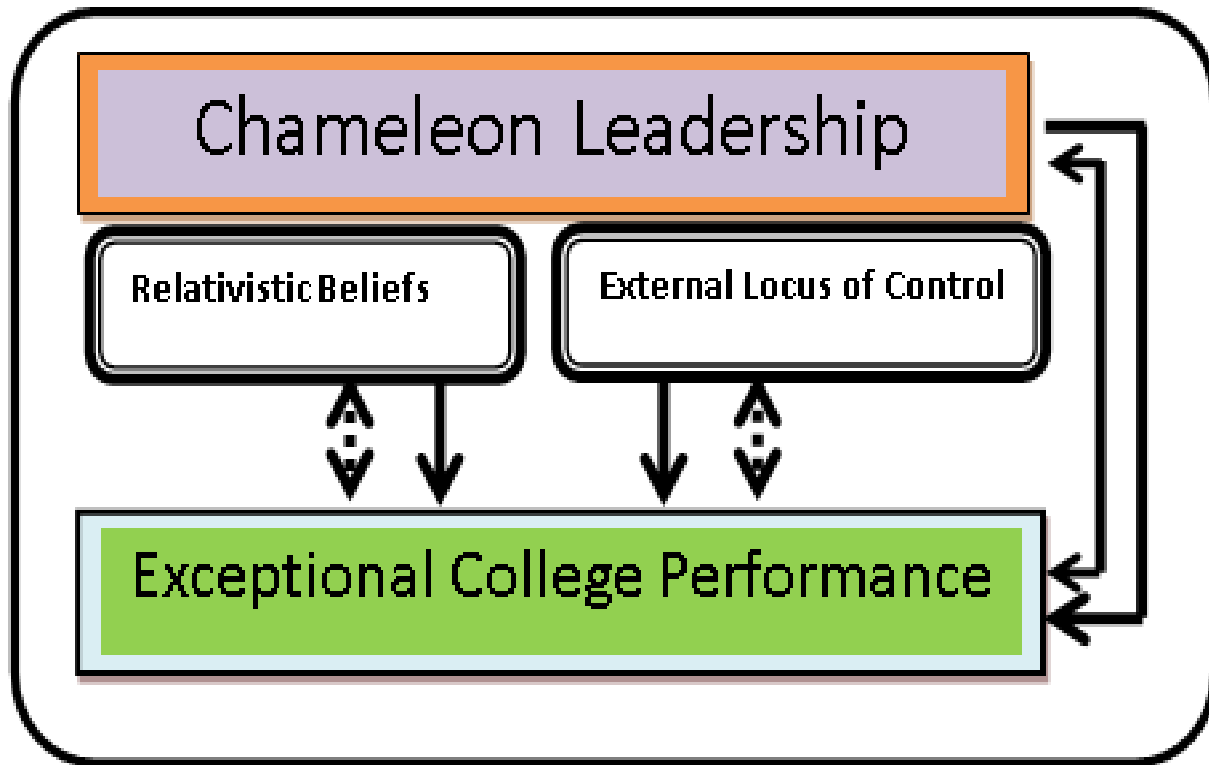 Chameleon Leadership
Relativistic Beliefs
External Locus of Control
Exceptional College Performance